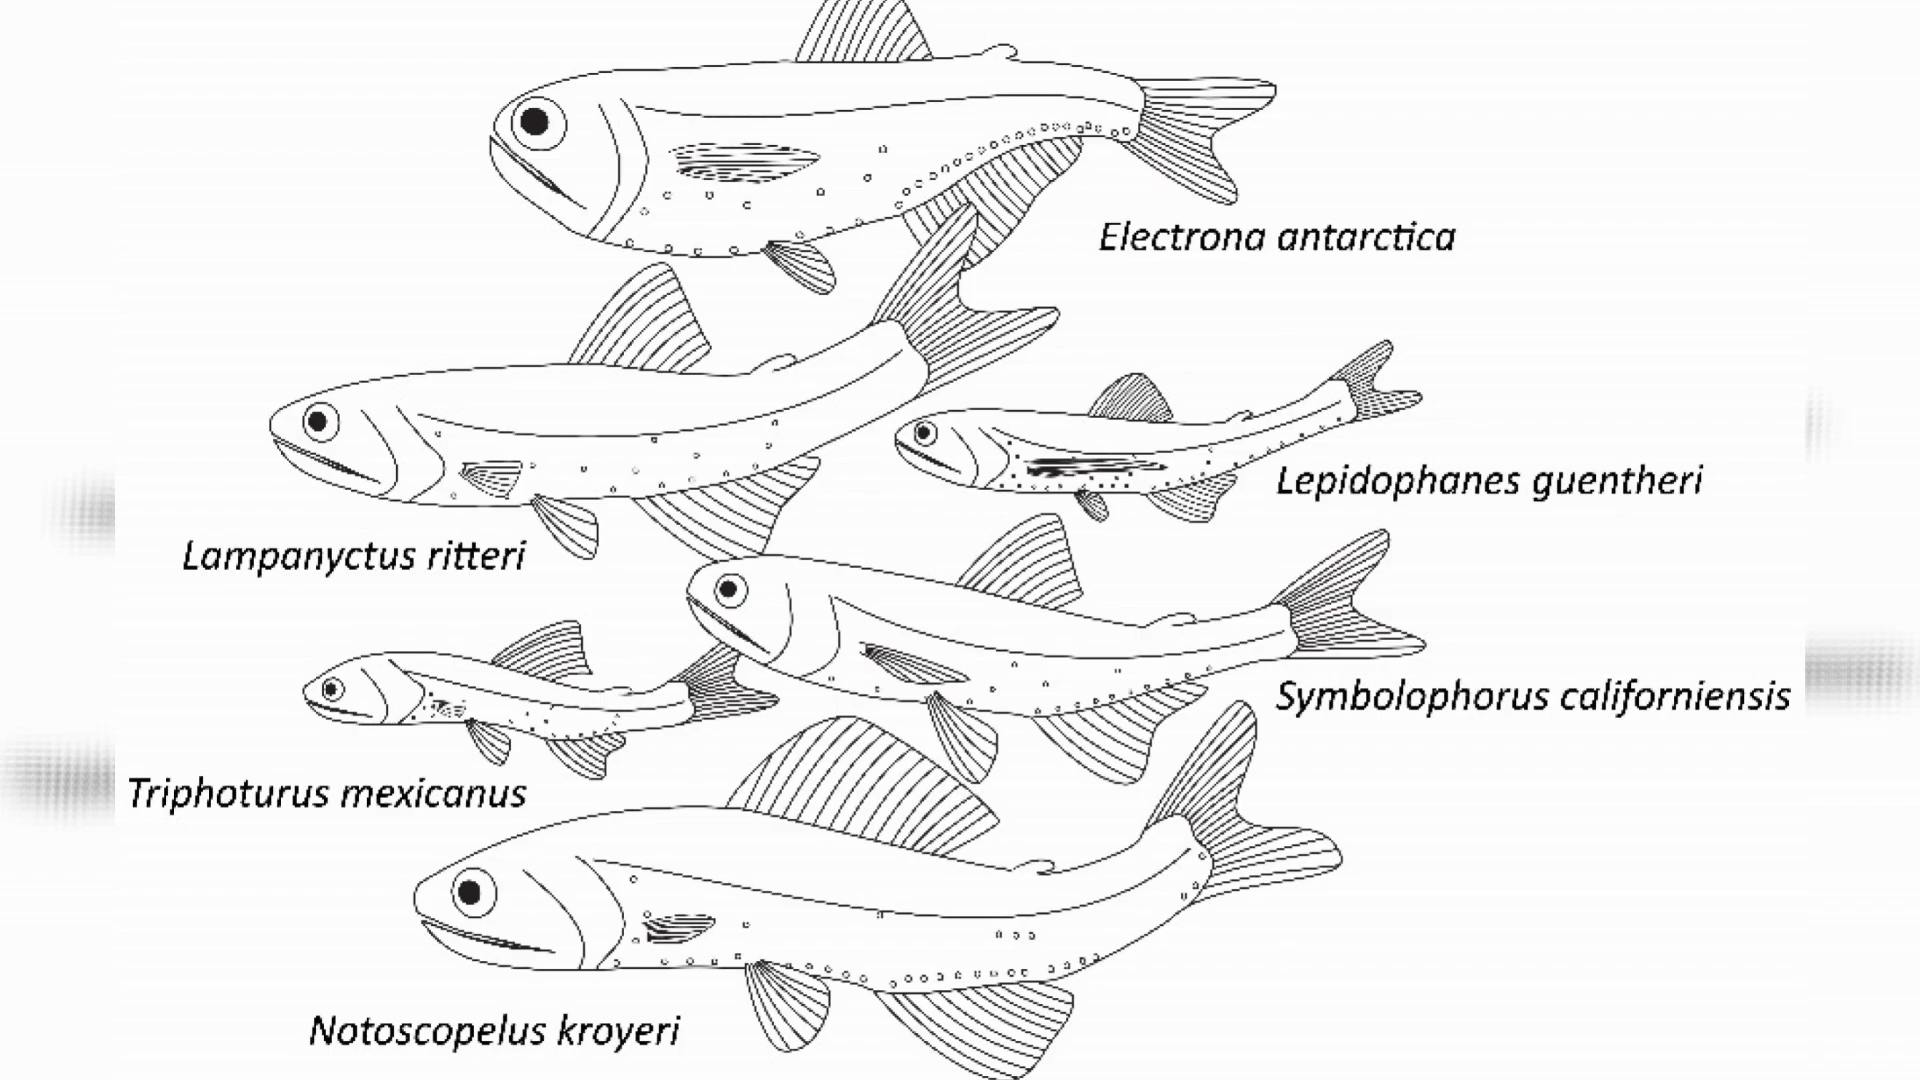 Electrona antarctica
Lepidophanes guentheri
Lampanyctus ritteri
Symbolophorus californiensis
Triphoturus mexicanus
Notoscopelus kroyeri